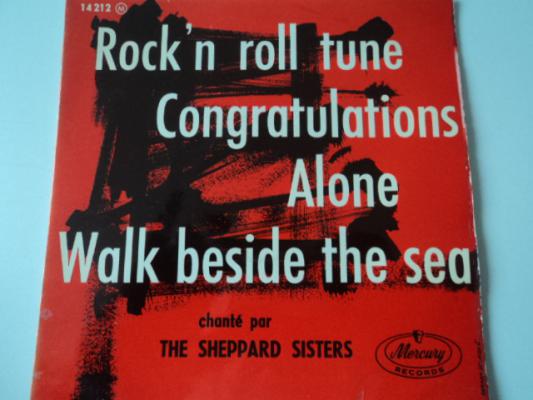 14 212 M
Rock'n roll tune
Congratulations
Alone
Walk beside the sea
chanté par
THE SHEPPARD SISTERS
Mercury
RECORDS